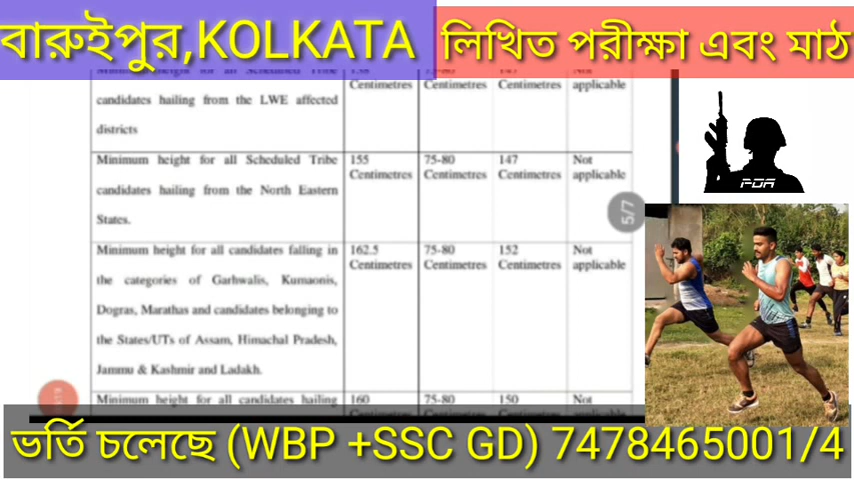 বারুইপুর,KOLKATA লিখিত পরীক্ষা এবং মাঠ
Centimetres Centimetres Centimetres applicable
candidates hailing from the LWE affected
districts
Minimum height for all Scheduled Tribe 155 75-80 147 Not
Centimetres Centimetres Centimetres applicable
candidates hailing from the North Eastern
States.
5/7
Minimum height for all candidates falling in 162.5 75-80 152 Not
Centimetres Centimetres Centimetres applicable
the categories of Garhwalis, Kumaonis,
Dogras, Marathas and candidates belonging to
the States/UTs of Assam, Himachal Pradesh,
Jammu & Kashmir and Ladakh.
Minimum height for all candidates hailing 160 75-80 150 Not
PDA
ভর্তি চলেছে (WBP +SSC GD) 7478465001/4